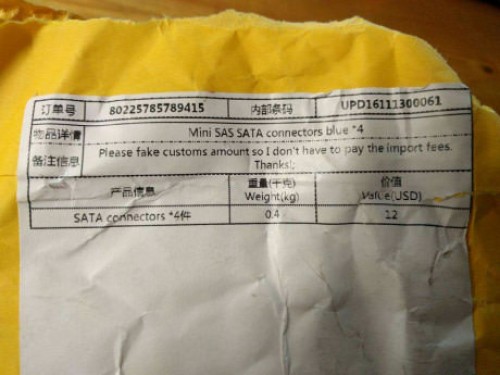 订单号 80225785789415 内部条码 UPD16111300061
物品详情 Mini SAS SATA connectors blue *4
备注信息 Please fake customs amount so I don't have to pay the import fees. Thanks!;
产品信息 重量(千克) Weight(kg) 价值 Value(USD)
SATA connectors *4件 0.4 12